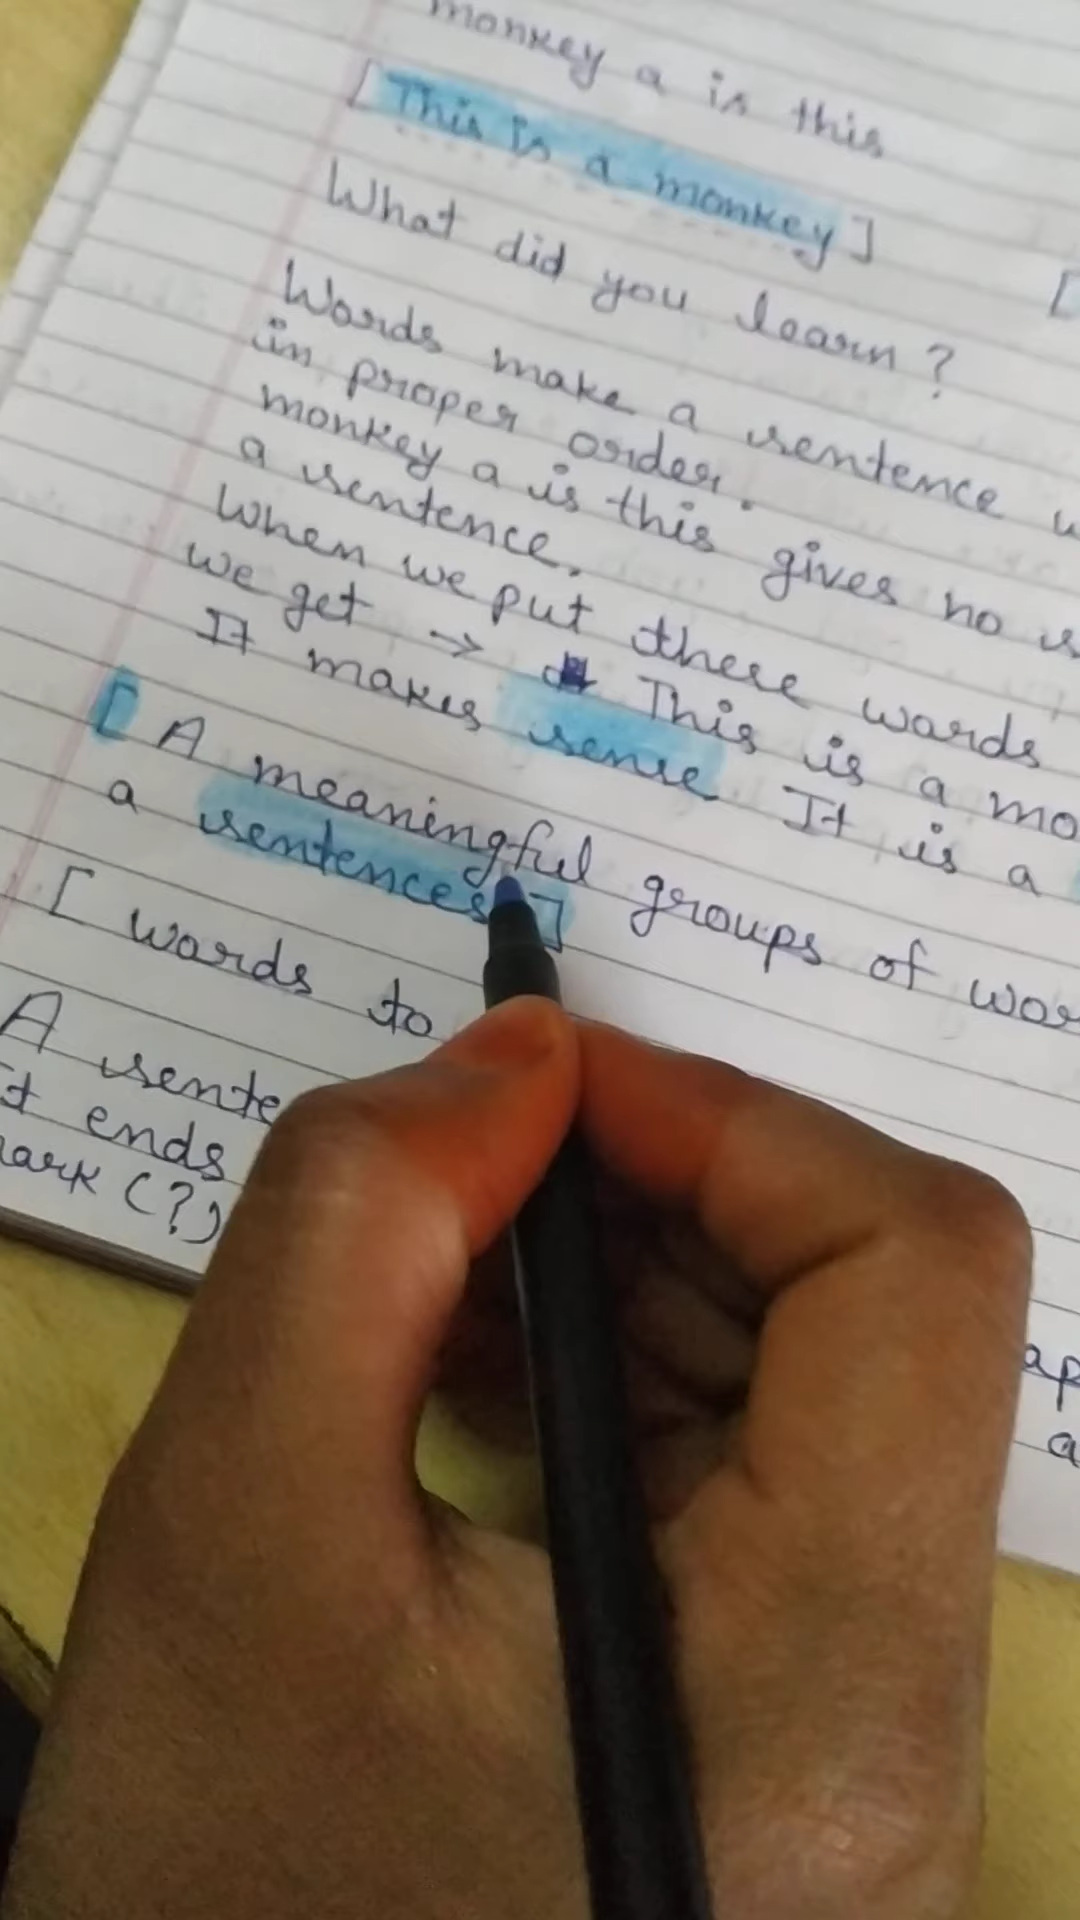 monkey a is this
[This is a monkey]
What did you learn?
[
Words make a sentence
in proper order.
monkey a is this gives no
a sentence.
When we put these words
we get → This is a mo
It makes sense It is a
[A meaningful groups of wor
a sentences]
[words to
A sente
It ends
ark (?)
ap
a